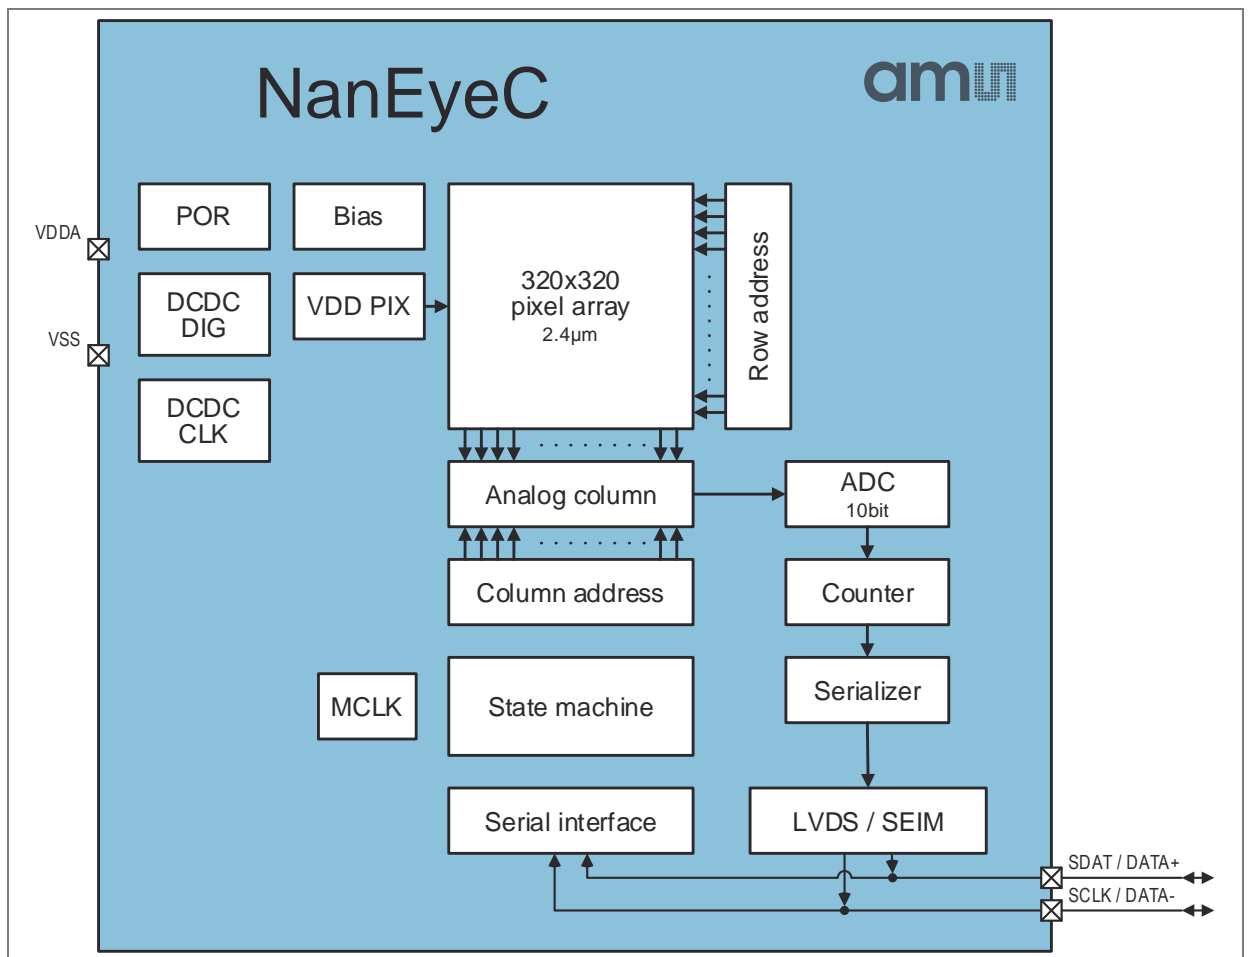 NanEyeC
am
POR
Bias
VDDA
320x320
pixel array
2.4µm
Row address
DCDC
DIG
VDD PIX
VSS
DCDC
CLK
Analog column
ADC
10bit
Column address
Counter
MCLK
State machine
Serializer
Serial interface
LVDS / SEIM
SDAT / DATA+
SCLK / DATA-